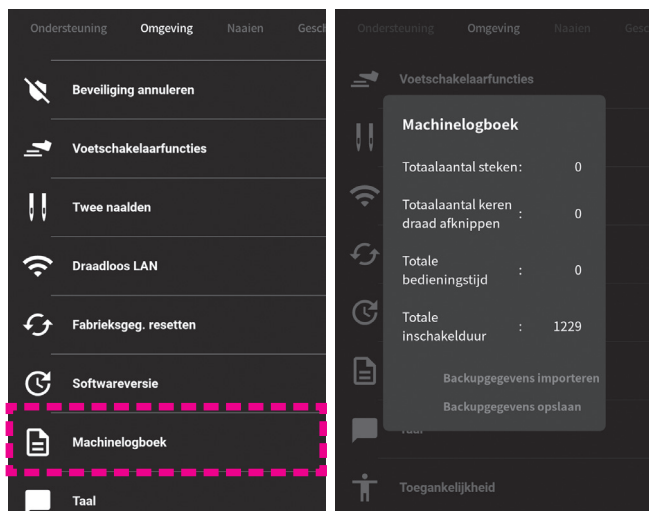 Ondersteuning Omgeving Naaien Gesch
Beveiliging annuleren
Voetschakelaarfuncties
Twee naalden
Draadloos LAN
Fabrieksgeg. resetten
Softwareversie
Machinelogboek
Taal
Ondersteuning Omgeving Naaien Gesc
Voetschakelaarfuncties
Machinelogboek
Totaalaantal steken: 0
Totaalaantal keren
draad afknippen : 0
Totale
bedieningstijd : 0
Totale
inschakelduur : 1229
Backupgegevens importeren
Backupgegevens opslaan
Taal
Toegankelijkheid